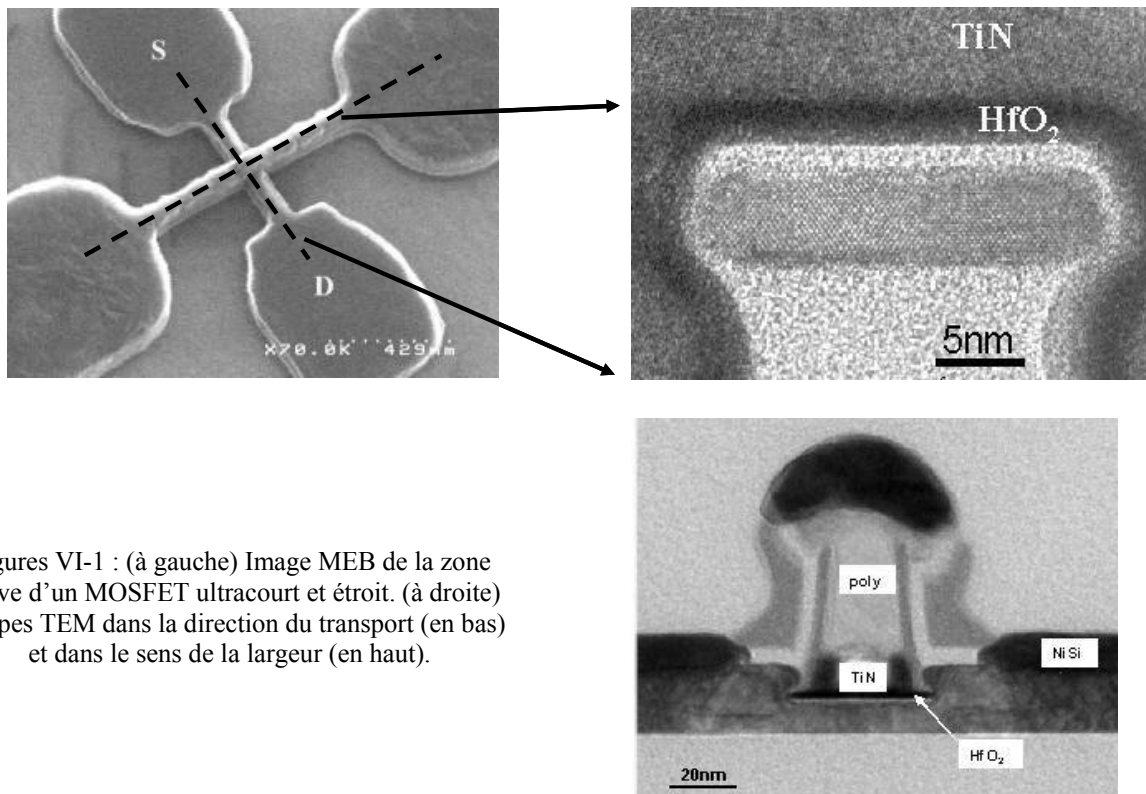 S
D
X70.0K 429nm
TiN
HfO₂
5nm
gures VI-1 : (à gauche) Image MEB de la zone
ve d’un MOSFET ultracourt et étroit. (à droite)
pes TEM dans la direction du transport (en bas)
et dans le sens de la largeur (en haut).
poly
TiN
NiSi
HfO₂
20nm